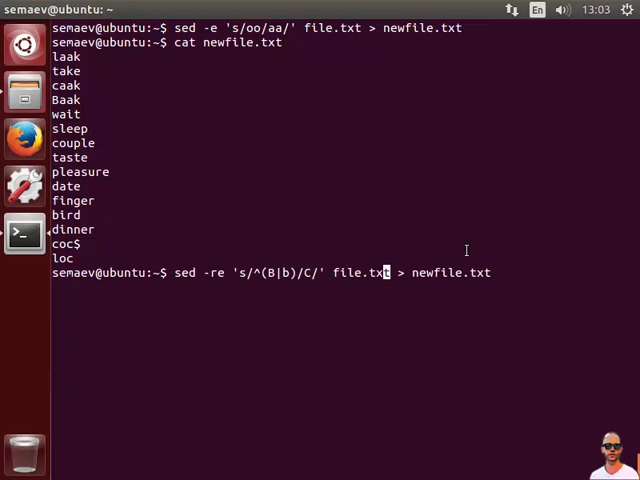 semaev@ubuntu: ~
En
13:03
semaev@ubuntu:~$ sed -e 's/oo/aa/' file.txt > newfile.txt
semaev@ubuntu:~$ cat newfile.txt
laak
take
caak
Baak
wait
sleep
couple
taste
pleasure
date
finger
bird
dinner
coc$
loc
semaev@ubuntu:~$ sed -re 's/^(B|b)/C/' file.txt > newfile.txt